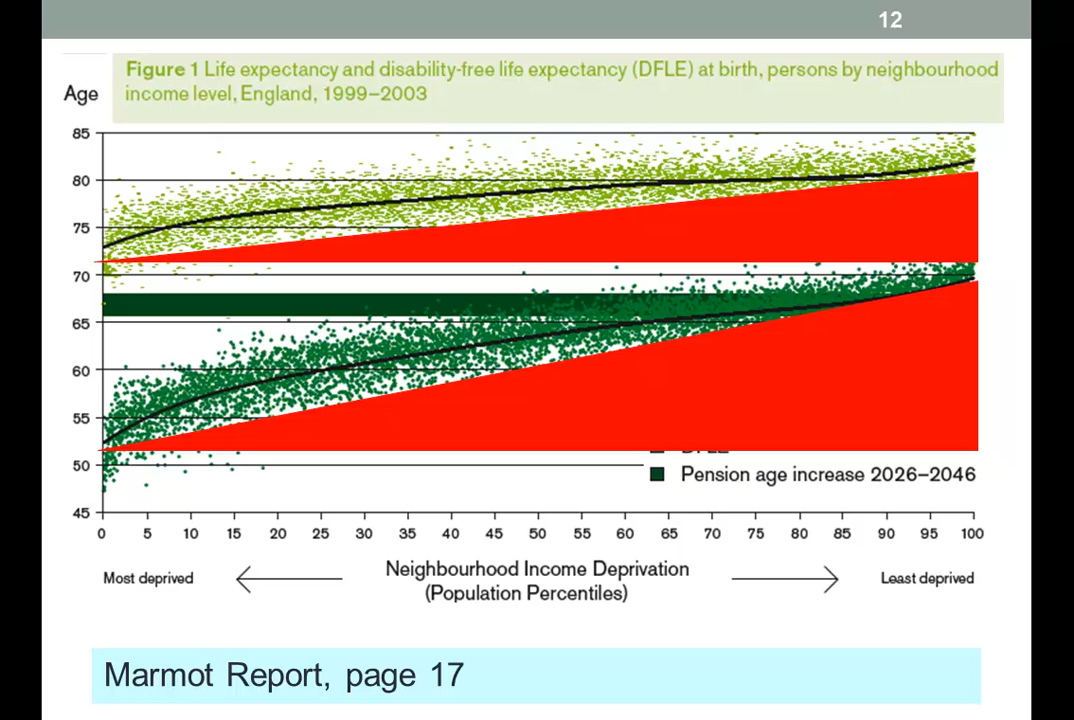 12
Figure 1 Life expectancy and disability-free life expectancy (DFLE) at birth, persons by neighbourhood
income level, England, 1999–2003
Age
85
80
75
70
65
60
55
50
45
Pension age increase 2026–2046
0 5 10 15 20 25 30 35 40 45 50 55 60 65 70 75 80 85 90 95 100
Most deprived
Neighbourhood Income Deprivation
(Population Percentiles)
Least deprived
Marmot Report, page 17